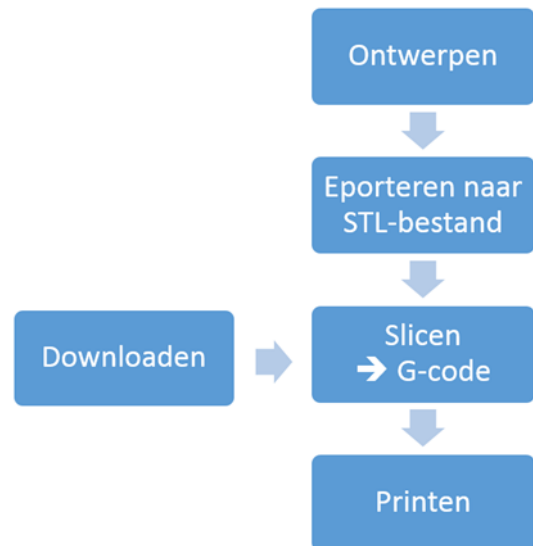 Ontwerpen
Eporteren naar
STL-bestand
Downloaden
Slicen
➔ G-code
Printen